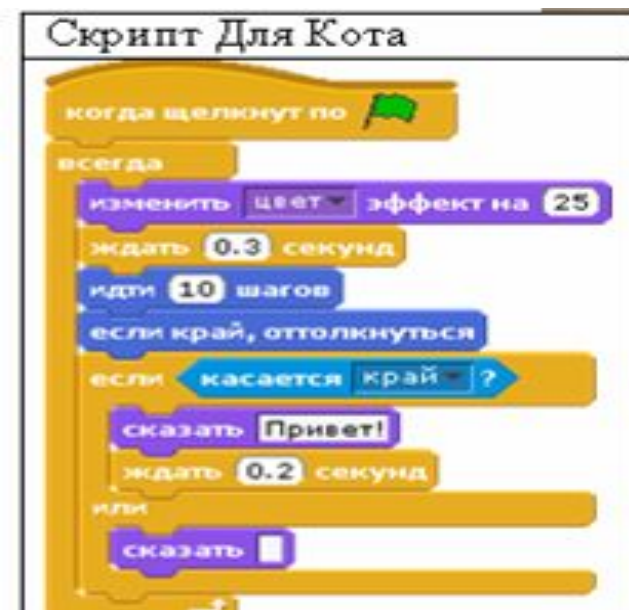 Скрипт Для Кота
когда щелкнут по
всегда
изменить цвет эффект на 25
ждать 0.3 секунд
идти 10 шагов
если край, оттолкнуться
если касается край ?
сказать Привет!
ждать 0.2 секунд
или
сказать